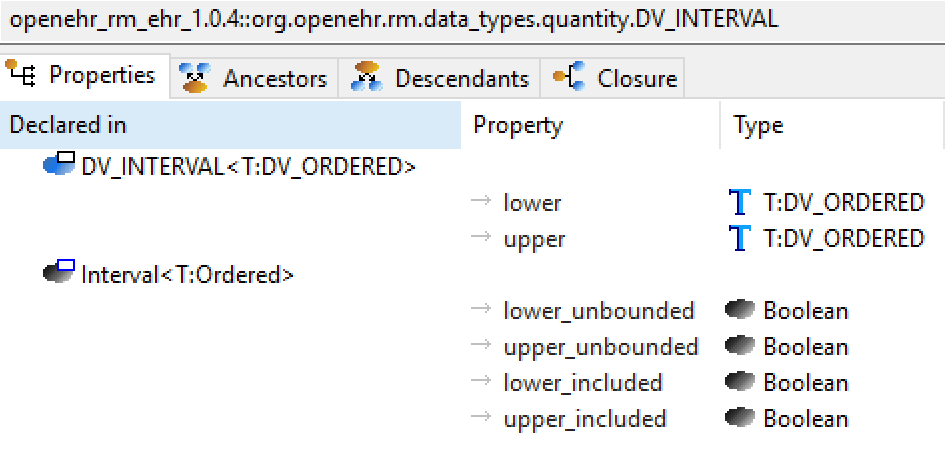 openehr_rm_ehr_1.0.4::org.openehr.rm.data_types.quantity.DV_INTERVAL
Properties Ancestors Descendants Closure
Declared in Property Type
DV_INTERVAL<T:DV_ORDERED>
lower T:DV_ORDERED
upper T:DV_ORDERED
Interval<T:Ordered>
lower_unbounded Boolean
upper_unbounded Boolean
lower_included Boolean
upper_included Boolean